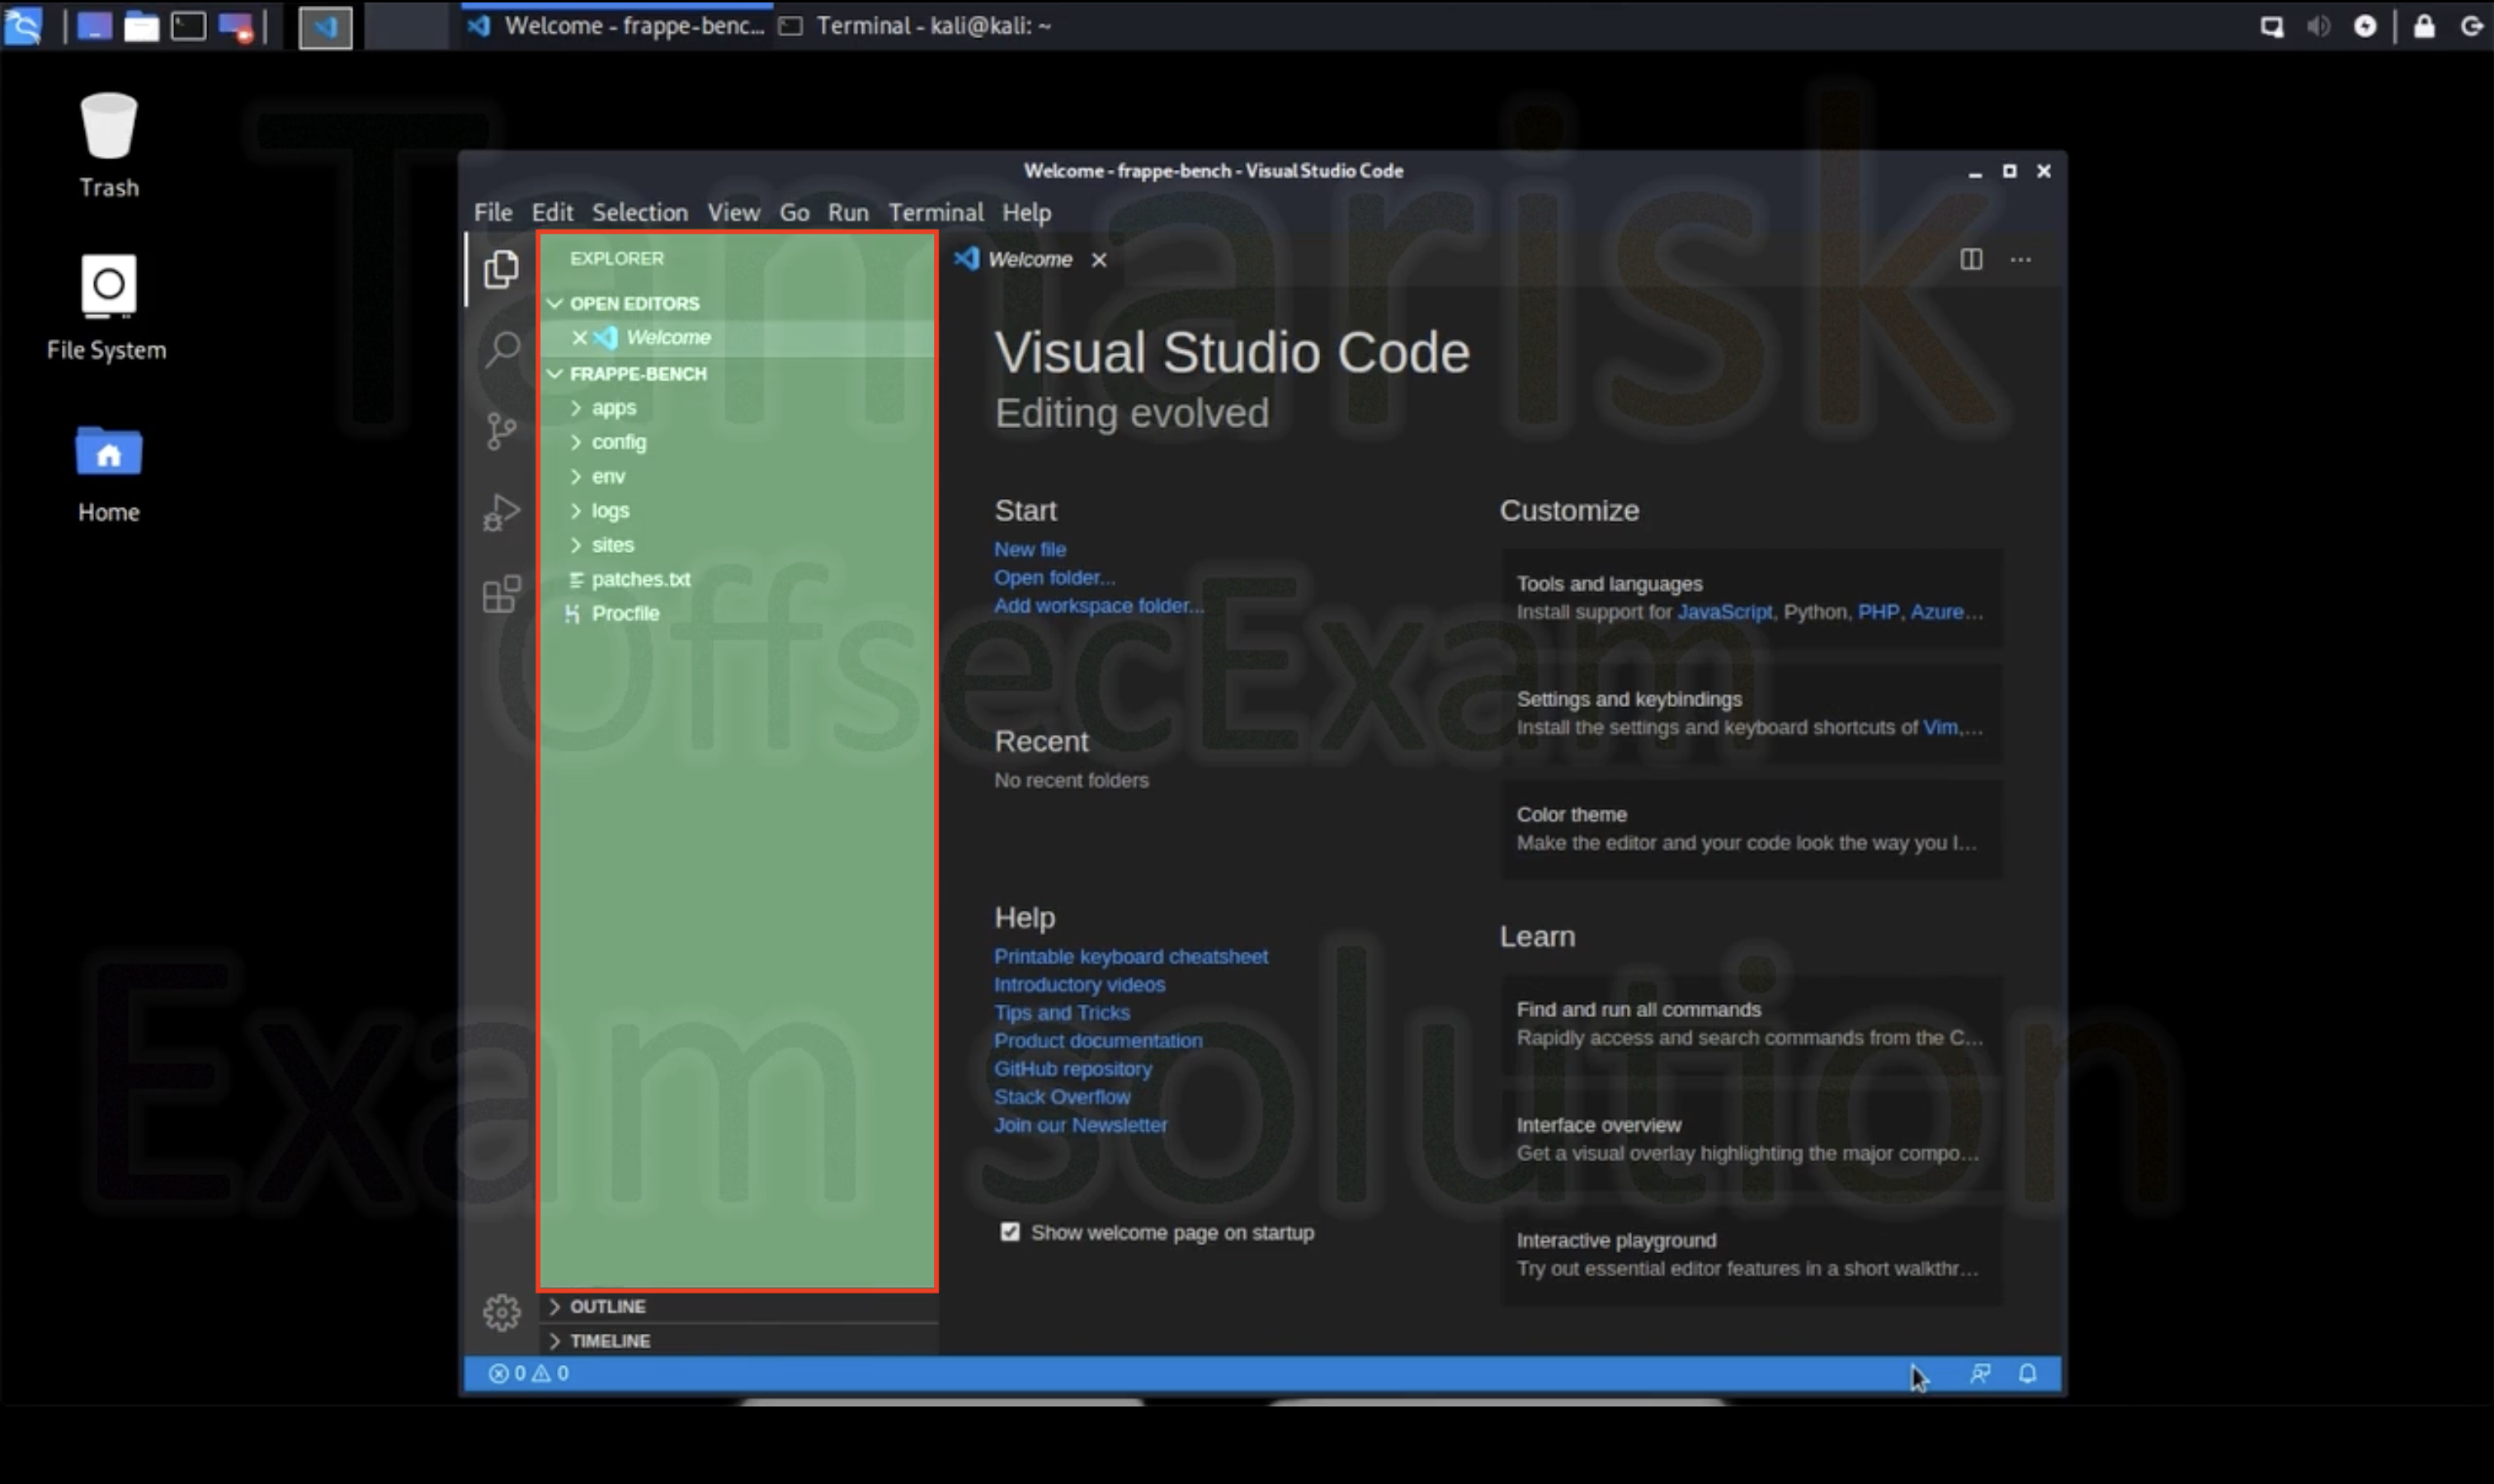 Welcome - frappe-benc...
Terminal - kali@kali: ~
Trash
File System
Home
Welcome - frappe-bench - Visual Studio Code
File Edit Selection View Go Run Terminal Help
EXPLORER
OPEN EDITORS
Welcome
FRAPPE-BENCH
apps
config
env
logs
sites
patches.txt
Procfile
OUTLINE
TIMELINE
0 0
Welcome
Visual Studio Code
Editing evolved
Start
New file
Open folder...
Add workspace folder...
Recent
No recent folders
Help
Printable keyboard cheatsheet
Introductory videos
Tips and Tricks
Product documentation
GitHub repository
Stack Overflow
Join our Newsletter
Show welcome page on startup
Customize
Tools and languages
Install support for JavaScript, Python, PHP, Azure...
Settings and keybindings
Install the settings and keyboard shortcuts of Vim,...
Color theme
Make the editor and your code look the way you l...
Learn
Find and run all commands
Rapidly access and search commands from the C...
Interface overview
Get a visual overlay highlighting the major compo...
Interactive playground
Try out essential editor features in a short walkthr...
Tamarisk
OffsecExam
Exam solution